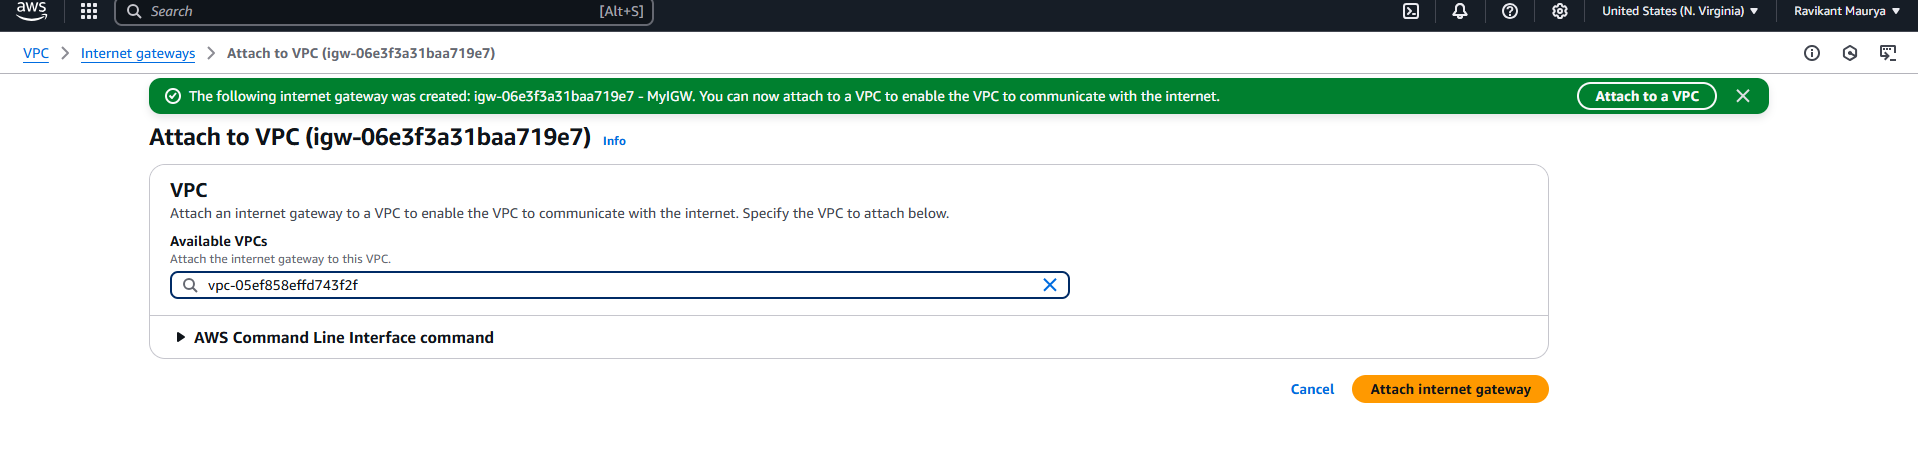 aws
Search [Alt+S] United States (N. Virginia) Ravikant Maurya
VPC Internet gateways Attach to VPC (igw-06e3f3a31baa719e7)
The following internet gateway was created: igw-06e3f3a31baa719e7 - MyIGW. You can now attach to a VPC to enable the VPC to communicate with the internet. Attach to a VPC
Attach to VPC (igw-06e3f3a31baa719e7) Info
VPC
Attach an internet gateway to a VPC to enable the VPC to communicate with the internet. Specify the VPC to attach below.
Available VPCs
Attach the internet gateway to this VPC.
vpc-05ef858effd743f2f
AWS Command Line Interface command
Cancel Attach internet gateway